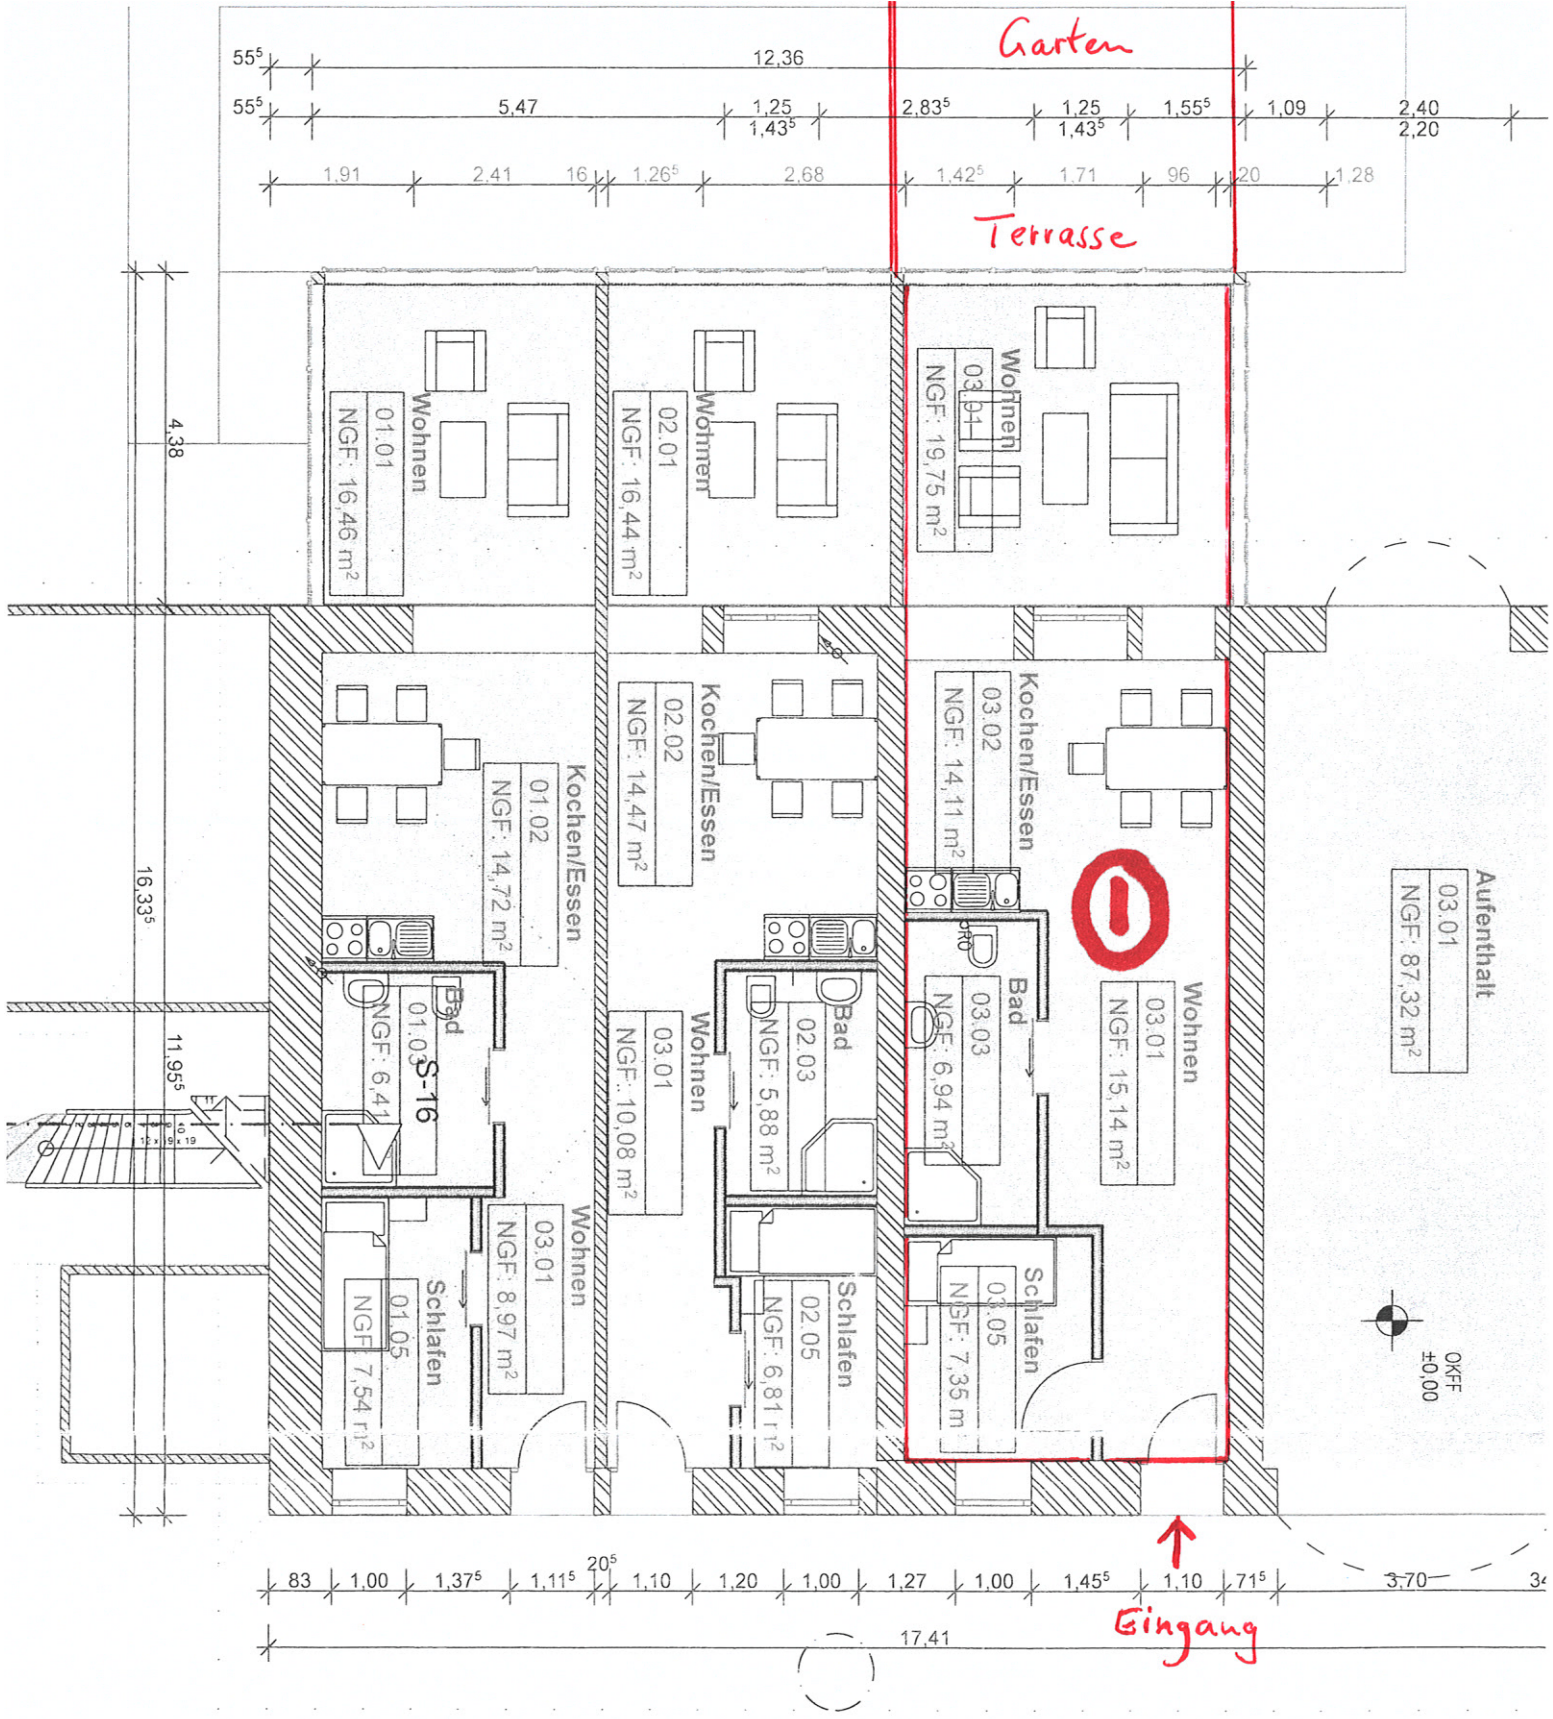 Garten
55⁵ 12,36
55⁵ 5,47 1,25 2,83⁵ 1,25 1,55⁵ 1,09 2,40
1,43⁵ 1,43⁵ 2,20
1,91 2,41 16 1,26⁵ 2,68 1,42⁵ 1,71 96 20 1,28
Terrasse
4,38
16,33⁵
11,95⁵
Wohnen
01.01
NGF: 16,46 m²
Wohnen
02.01
NGF: 16,44 m²
Wohnen
03.01
NGF: 19,75 m²
Kochen/Essen
01.02
NGF: 14,72 m²
Kochen/Essen
02.02
NGF: 14,47 m²
Kochen/Essen
03.02
NGF: 14,11 m²
Bad
01.03
NGF: 6,41
S-16
Wohnen
03.01
NGF: 10,08 m²
Bad
02.03
NGF: 5,88 m²
Bad
03.03
NGF: 6,94 m²
Wohnen
03.01
NGF: 15,14 m²
Aufenthalt
03.01
NGF: 87,32 m²
Schlafen
01.05
NGF: 7,54 m²
Wohnen
03.01
NGF: 8,97 m²
Schlafen
02.05
NGF: 6,81 m²
Schlafen
03.05
NGF: 7,35 m
OKFF
±0,00
83 1,00 1,37⁵ 1,11⁵ 20⁵ 1,10 1,20 1,00 1,27 1,00 1,45⁵ 1,10 71⁵ 3,70 34
17,41
Eingang